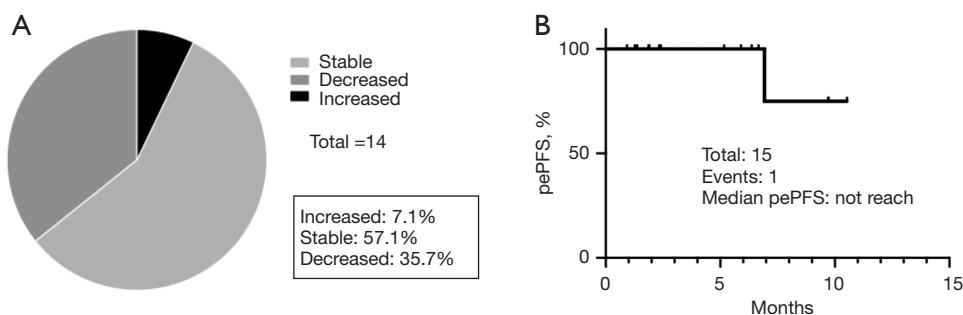 A
Stable
Decreased
Increased
Total =14
Increased: 7.1%
Stable: 57.1%
Decreased: 35.7%
B
pePFS, %
100
50
0
Total: 15
Events: 1
Median pePFS: not reach
0 5 10 15
Months